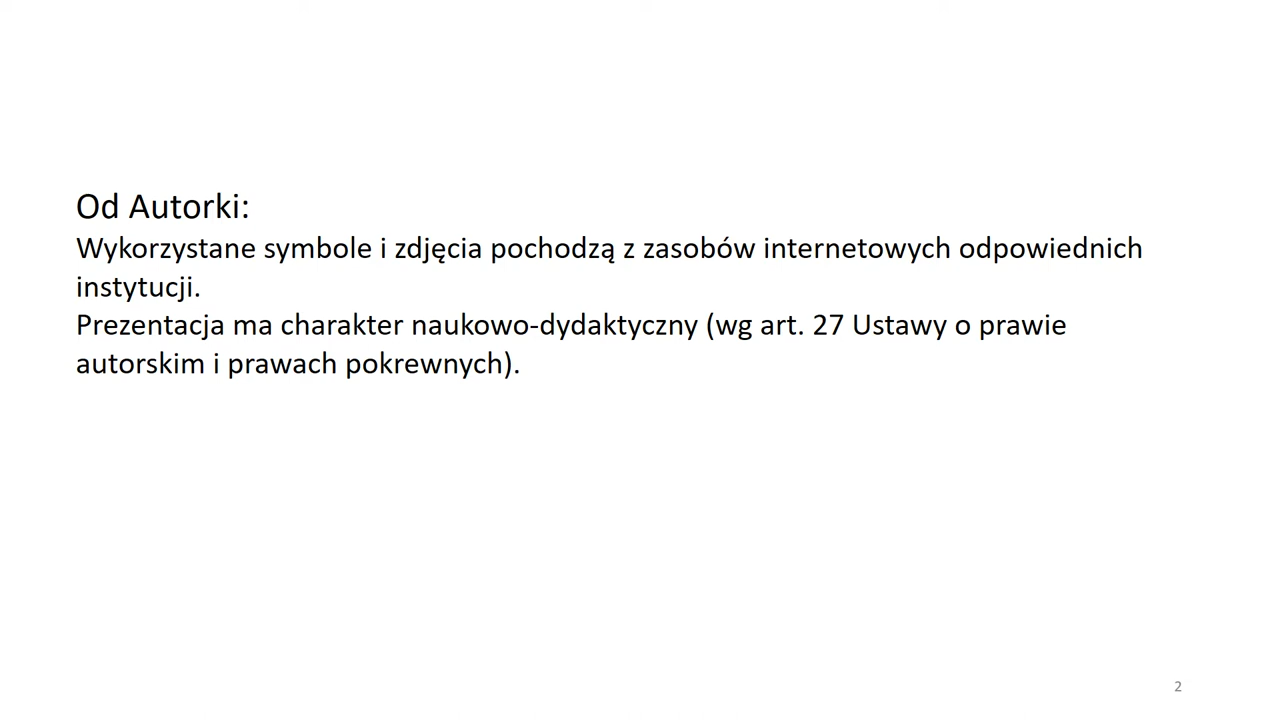 Od Autorki:
Wykorzystane symbole i zdjęcia pochodzą z zasobów internetowych odpowiednich
instytucji.
Prezentacja ma charakter naukowo-dydaktyczny (wg art. 27 Ustawy o prawie
autorskim i prawach pokrewnych).
2